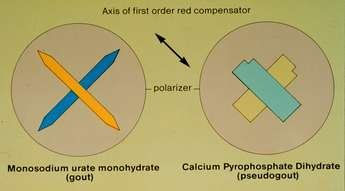 Axis of first order red compensator
polarizer
Monosodium urate monohydrate
(gout)
Calcium Pyrophosphate Dihydrate
(pseudogout)